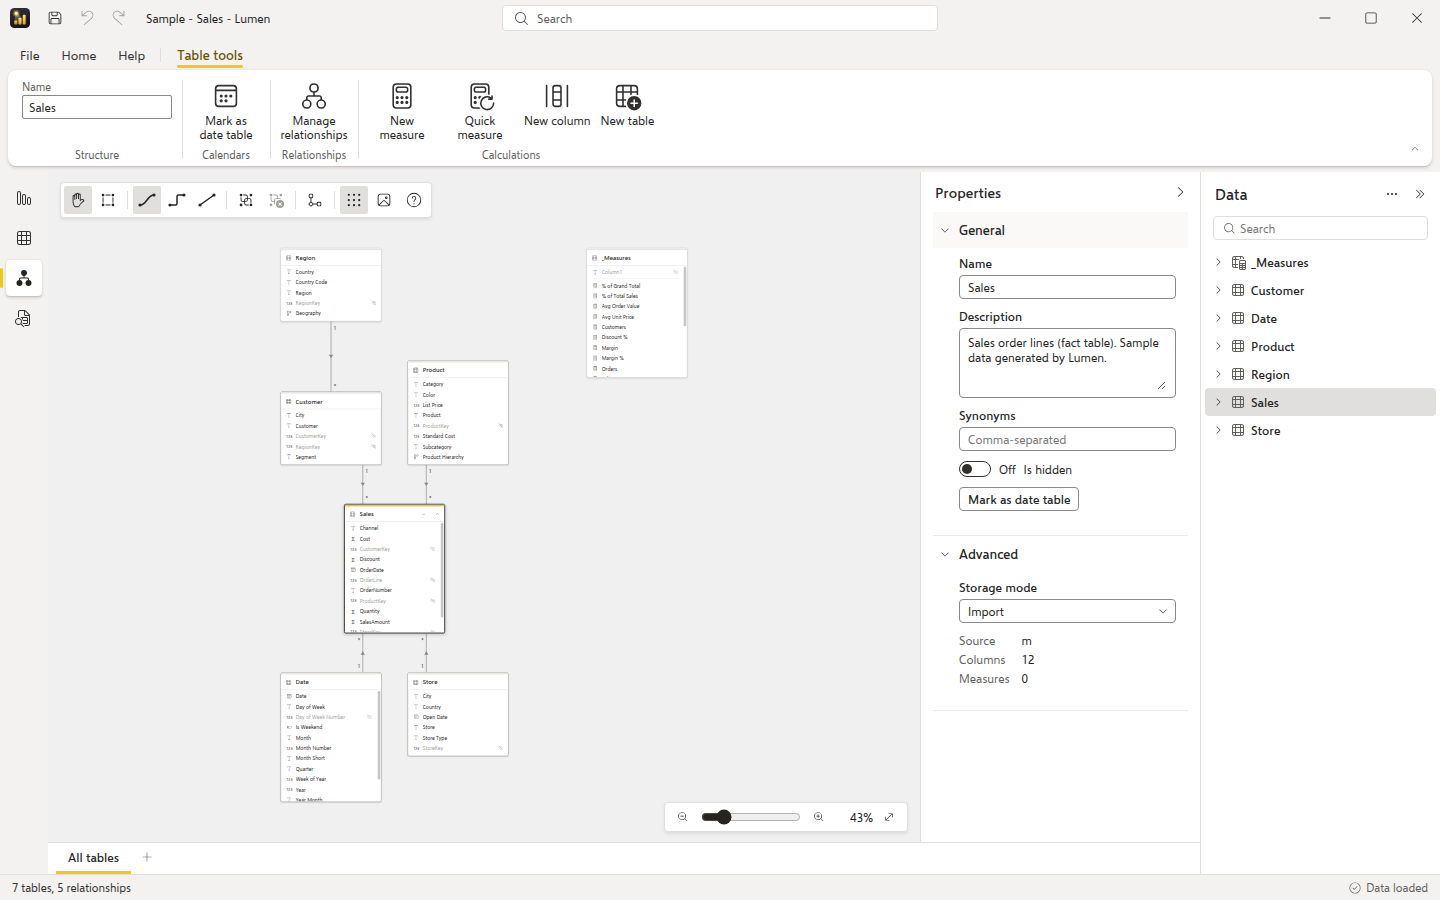 Sample - Sales - Lumen
Search
File
Home
Help
Table tools
Name
Sales
Structure
Mark as
date table
Calendars
Manage
relationships
Relationships
New
measure
Quick
measure
New column
New table
Calculations
Region
Country
Country Code
Region
RegionKey
Geography
1
*
Customer
City
Customer
CustomerKey
RegionKey
Segment
1
*
Product
Category
Color
List Price
Product
ProductKey
Standard Cost
Subcategory
Product Hierarchy
1
*
_Measures
Column1
% of Grand Total
% of Total Sales
Avg Order Value
Avg Unit Price
Customers
Discount %
Margin
Margin %
Orders
Sales
Channel
Cost
CustomerKey
Discount
OrderDate
OrderLine
OrderNumber
ProductKey
Quantity
SalesAmount
*
1
*
1
Date
Date
Day of Week
Day of Week Number
Is Weekend
Month
Month Number
Month Short
Quarter
Week of Year
Year
Year Month
Store
City
Country
Open Date
Store
Store Type
StoreKey
43%
All tables
7 tables, 5 relationships
Data loaded
Properties
General
Name
Sales
Description
Sales order lines (fact table). Sample
data generated by Lumen.
Synonyms
Comma-separated
Off Is hidden
Mark as date table
Advanced
Storage mode
Import
Source m
Columns 12
Measures 0
Data
Search
_Measures
Customer
Date
Product
Region
Sales
Store